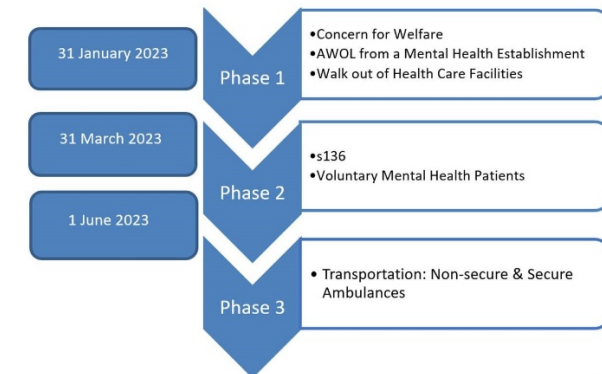 31 January 2023
Phase 1
•Concern for Welfare
•AWOL from a Mental Health Establishment
•Walk out of Health Care Facilities
31 March 2023
Phase 2
•s136
•Voluntary Mental Health Patients
1 June 2023
Phase 3
• Transportation: Non-secure & Secure
Ambulances